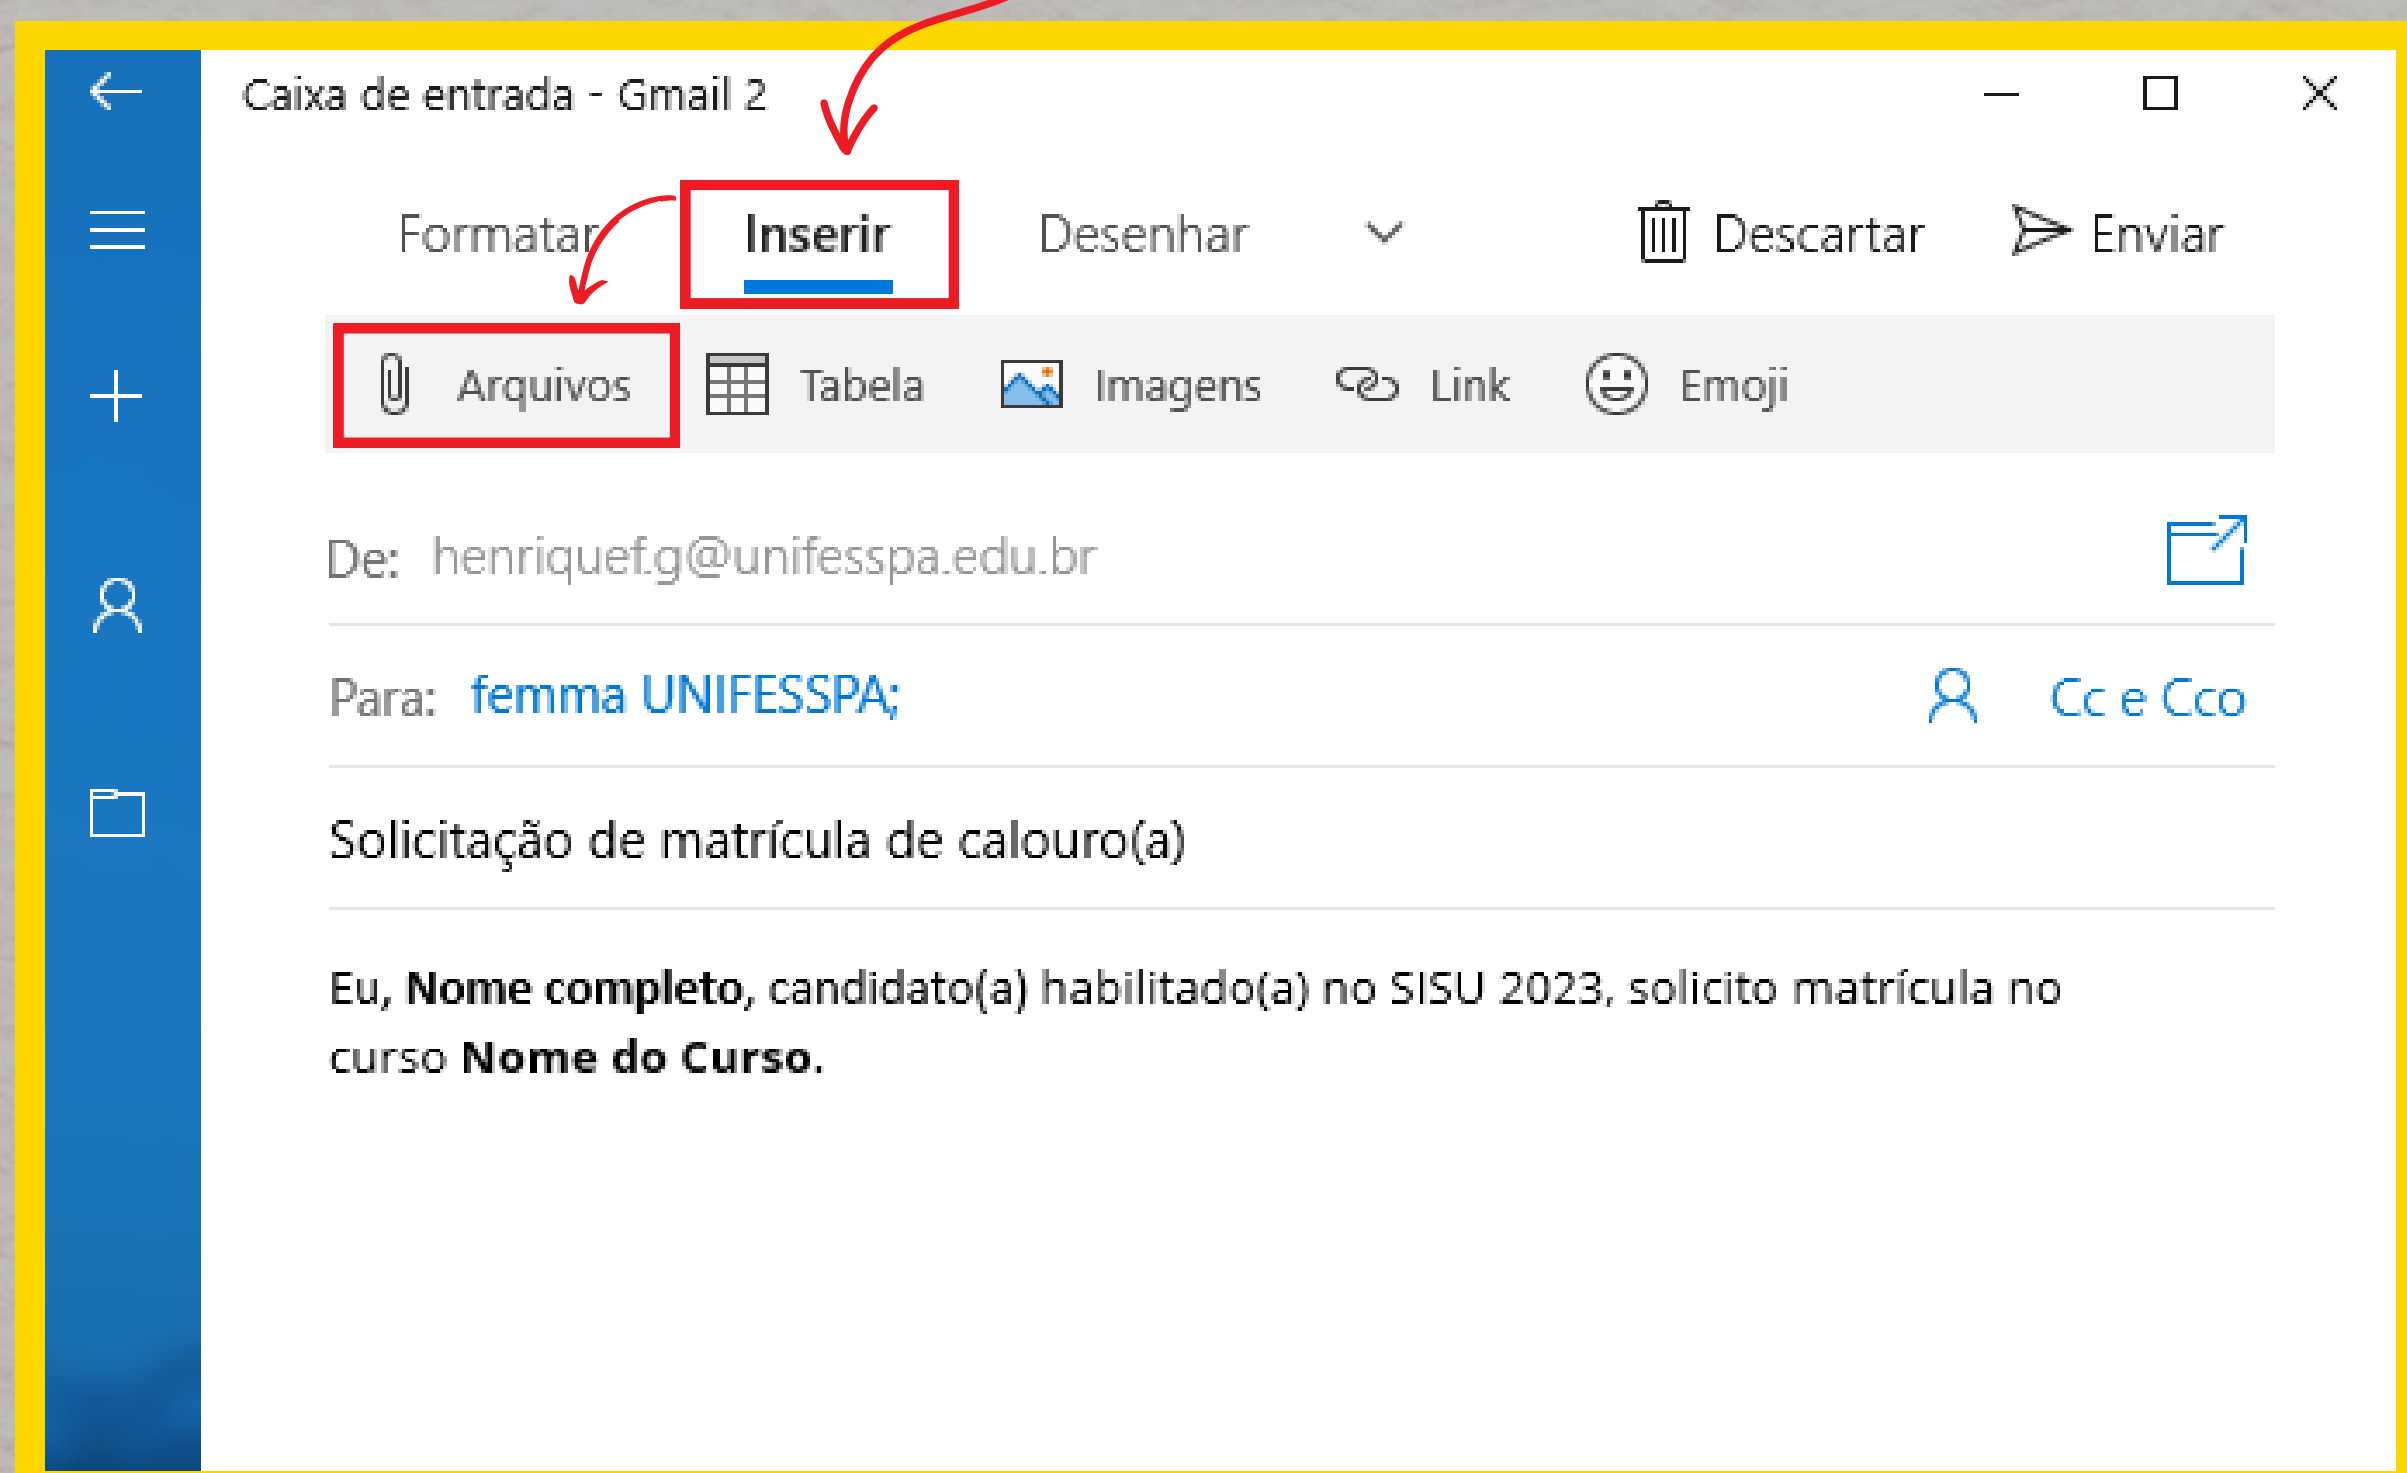 Caixa de entrada - Gmail 2
Formatar Inserir Desenhar Descartar Enviar
Arquivos Tabela Imagens Link Emoji
De: henriquef.g@unifesspa.edu.br
Para: femma UNIFESSPA; Cc e Cco
Solicitação de matrícula de calouro(a)
Eu, Nome completo, candidato(a) habilitado(a) no SISU 2023, solicito matrícula no
curso Nome do Curso.